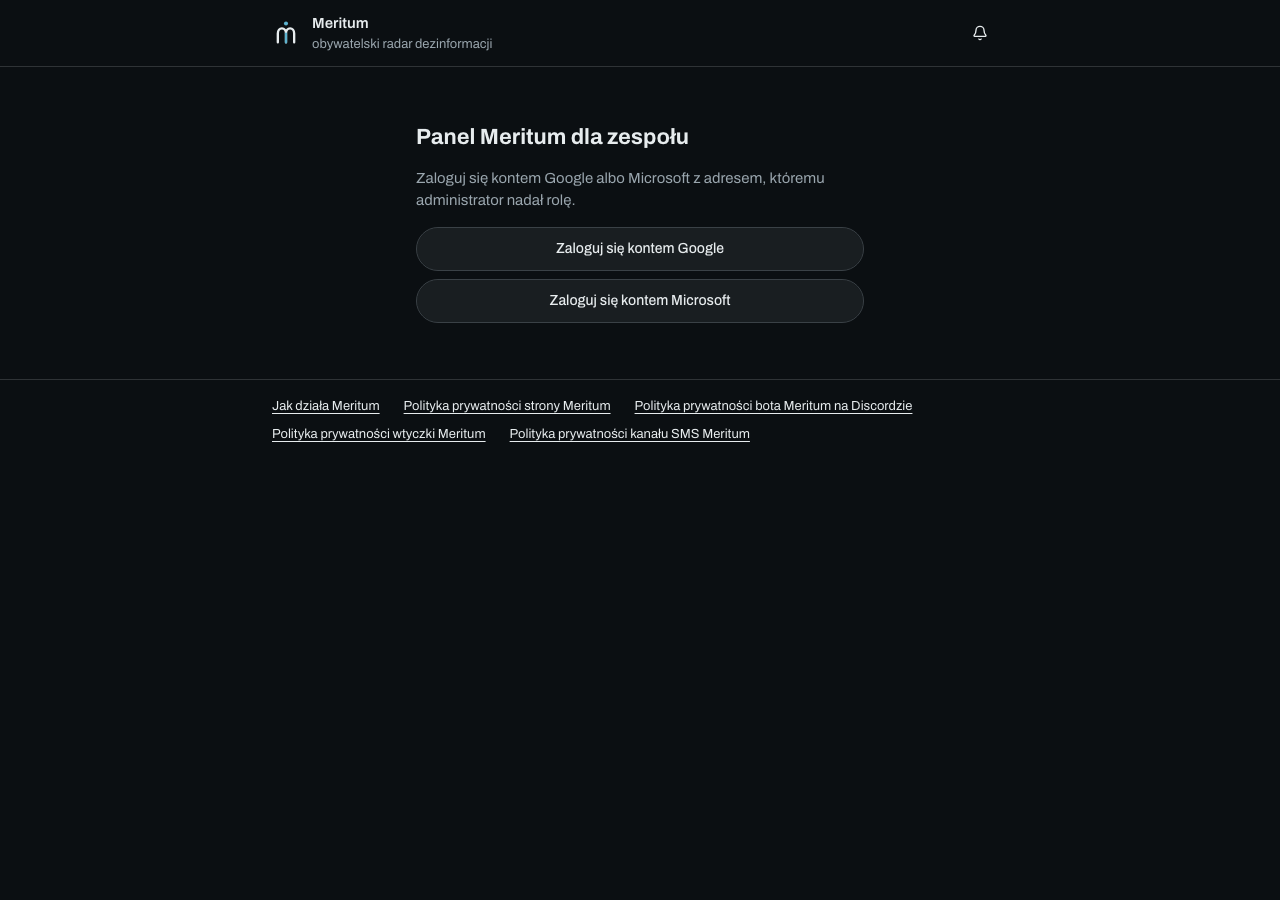 Meritum
obywatelski radar dezinformacji
Panel Meritum dla zespołu
Zaloguj się kontem Google albo Microsoft z adresem, któremu
administrator nadał rolę.
Zaloguj się kontem Google
Zaloguj się kontem Microsoft
Jak działa Meritum
Polityka prywatności strony Meritum
Polityka prywatności bota Meritum na Discordzie
Polityka prywatności wtyczki Meritum
Polityka prywatności kanału SMS Meritum